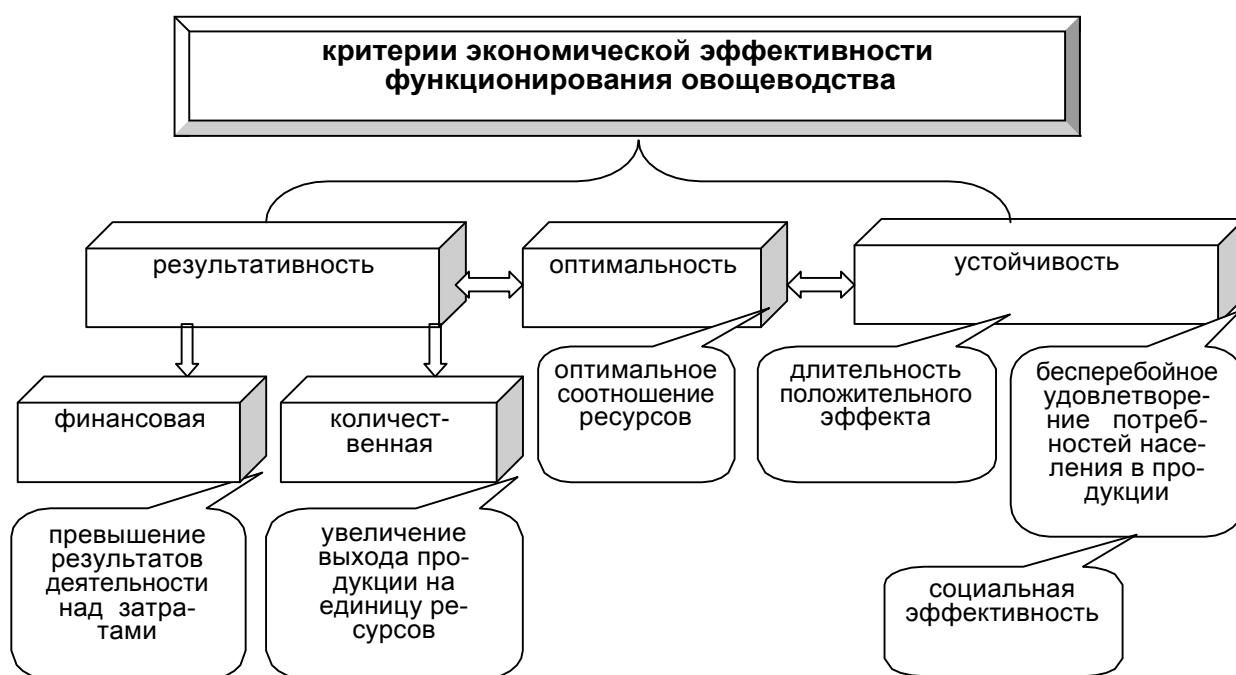 критерии экономической эффективности
функционирования овощеводства
результативность
оптимальность
устойчивость
финансовая
количест-
венная
оптимальное
соотношение
ресурсов
длительность
положительного
эффекта
бесперебойное
удовлетворе-
ние потреб-
ностей насе-
ления в про-
дукции
превышение
результатов
деятельности
над затра-
тами
увеличение
выхода про-
дукции на
единицу ре-
сурсов
социальная
эффективность